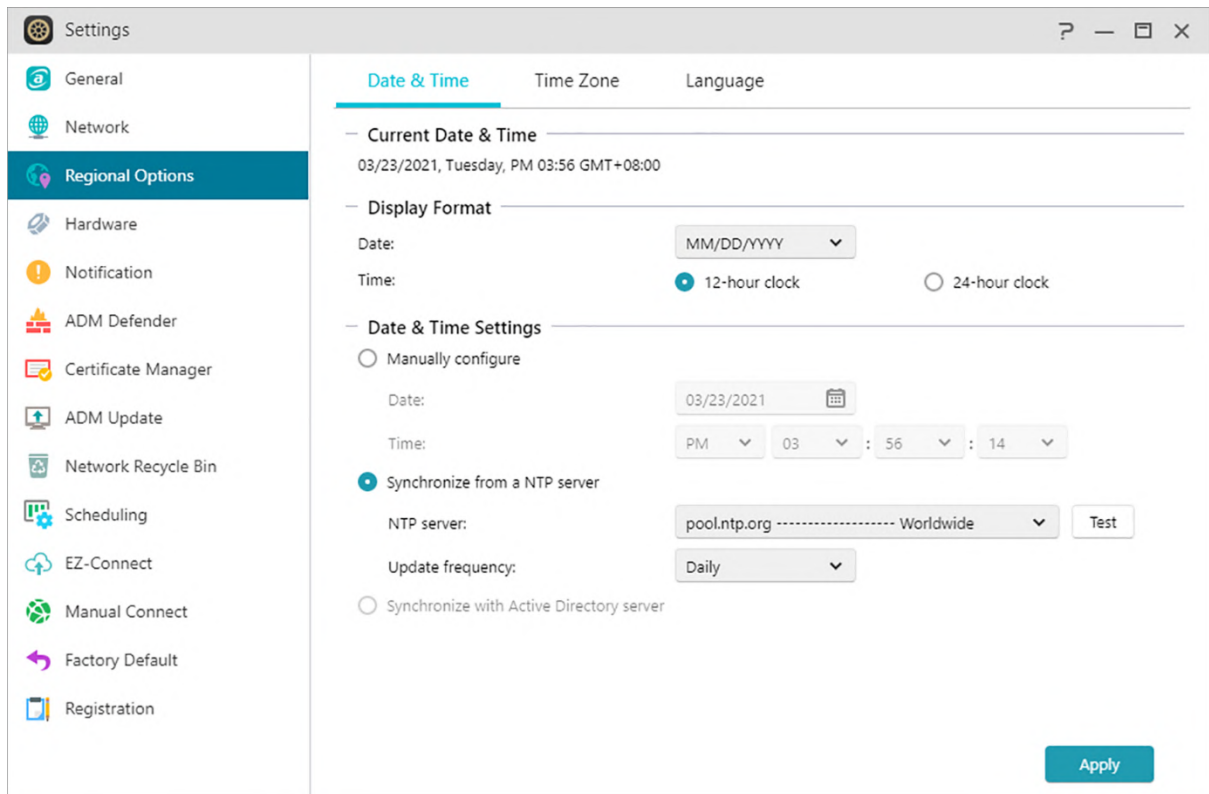 Settings
General
Network
Regional Options
Hardware
Notification
ADM Defender
Certificate Manager
ADM Update
Network Recycle Bin
Scheduling
EZ-Connect
Manual Connect
Factory Default
Registration
Date & Time Time Zone Language
Current Date & Time
03/23/2021, Tuesday, PM 03:56 GMT+08:00
Display Format
Date: MM/DD/YYYY
Time: 12-hour clock 24-hour clock
Date & Time Settings
Manually configure
Date: 03/23/2021
Time: PM 03 : 56 : 14
Synchronize from a NTP server
NTP server: pool.ntp.org ------------------- Worldwide Test
Update frequency: Daily
Synchronize with Active Directory server
Apply